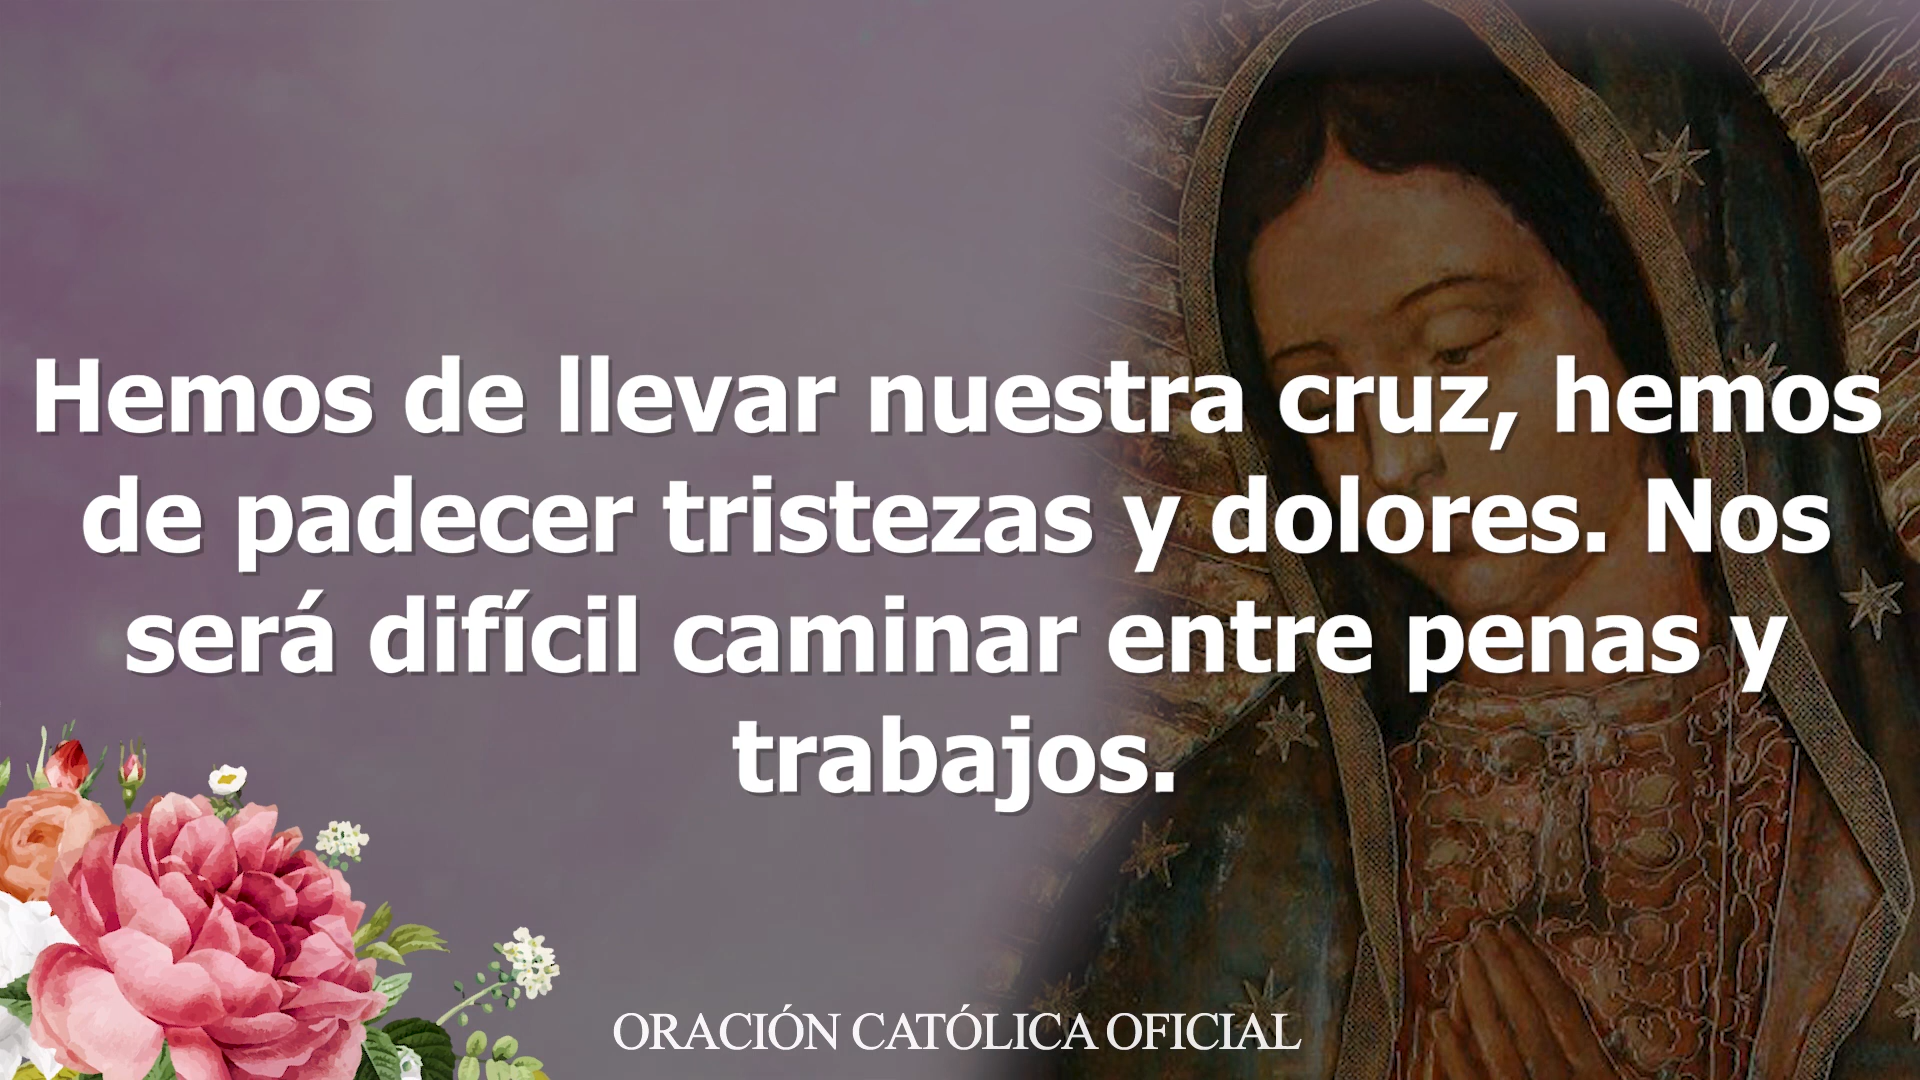 Hemos de llevar nuestra cruz, hemos
de padecer tristezas y dolores. Nos
será difícil caminar entre penas y
trabajos.
ORACIÓN CATÓLICA OFICIAL